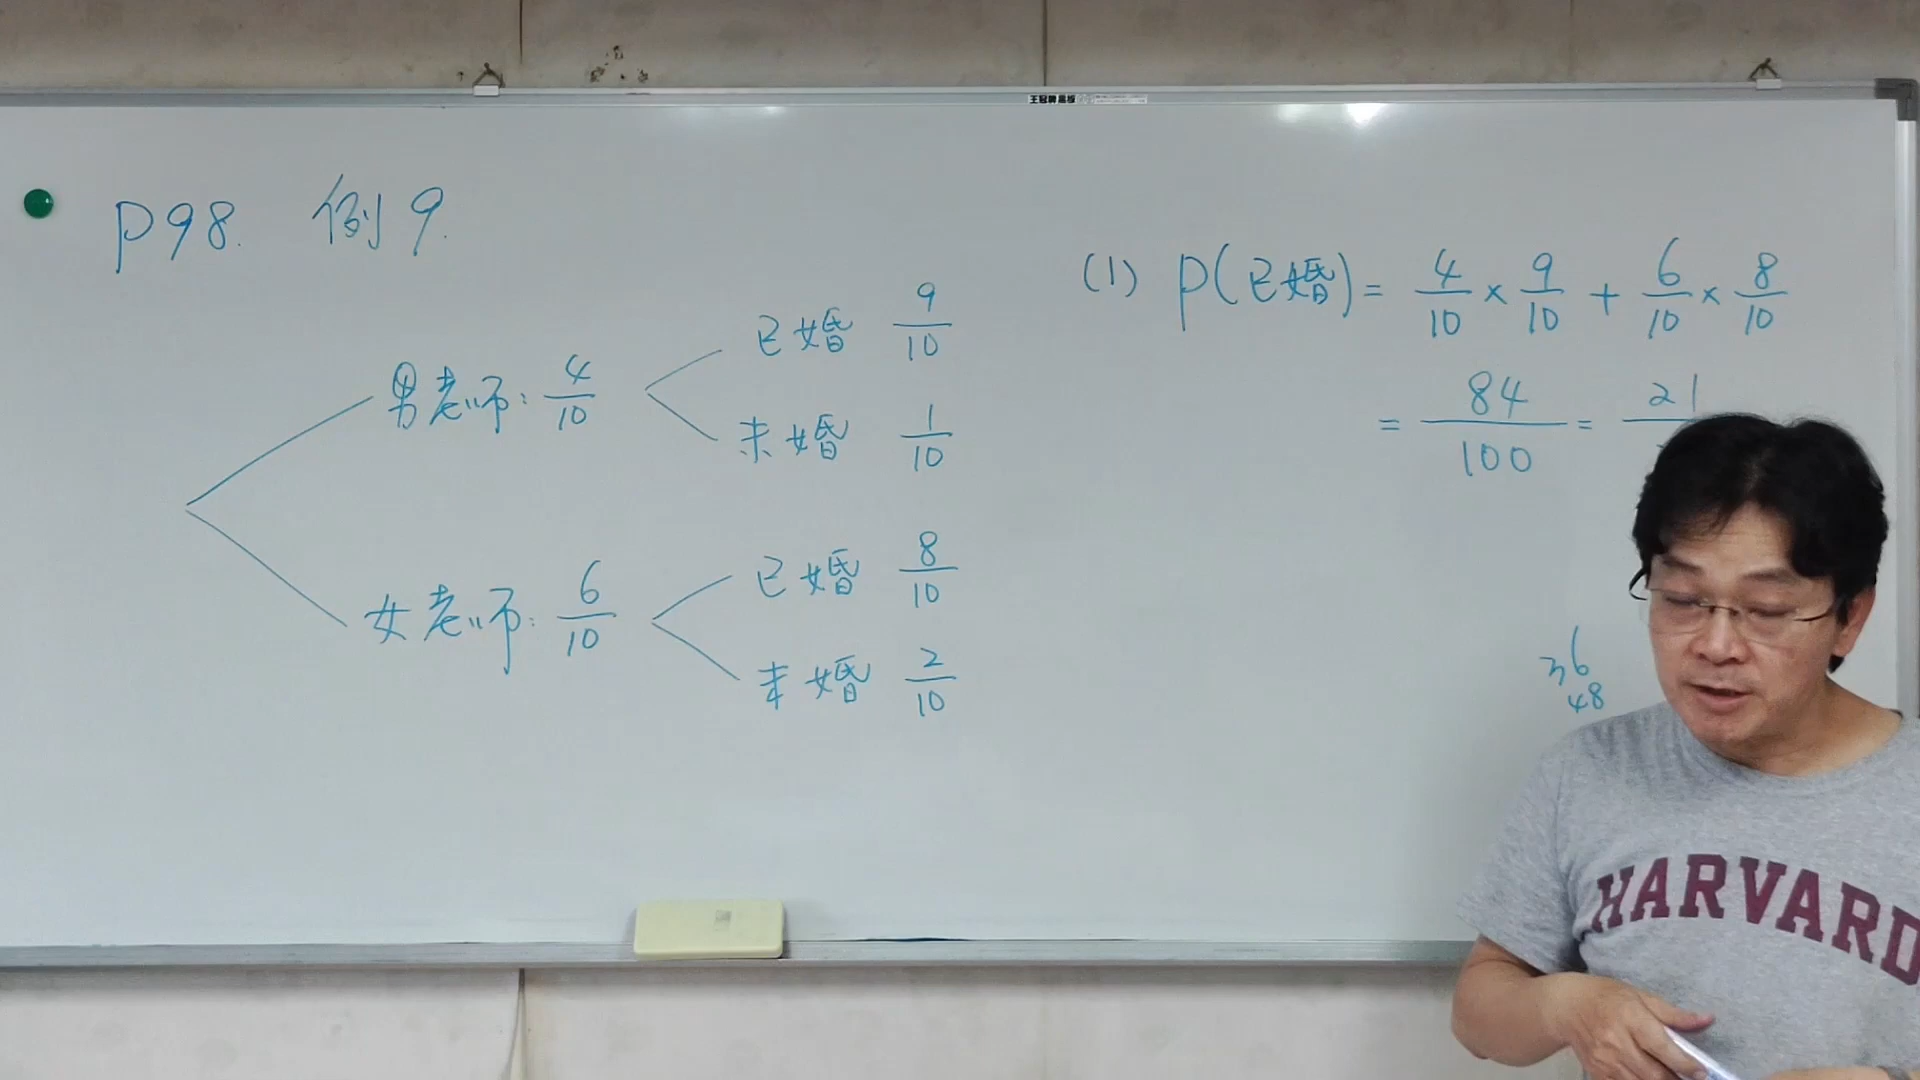 P98. 例9.
男老师: 4/10
已婚 9/10
未婚 1/10
女老师: 6/10
已婚 8/10
未婚 2/10
(1) P(已婚) = 4/10 × 9/10 + 6/10 × 8/10
= 84/100 = 21
36
48
HARVARD